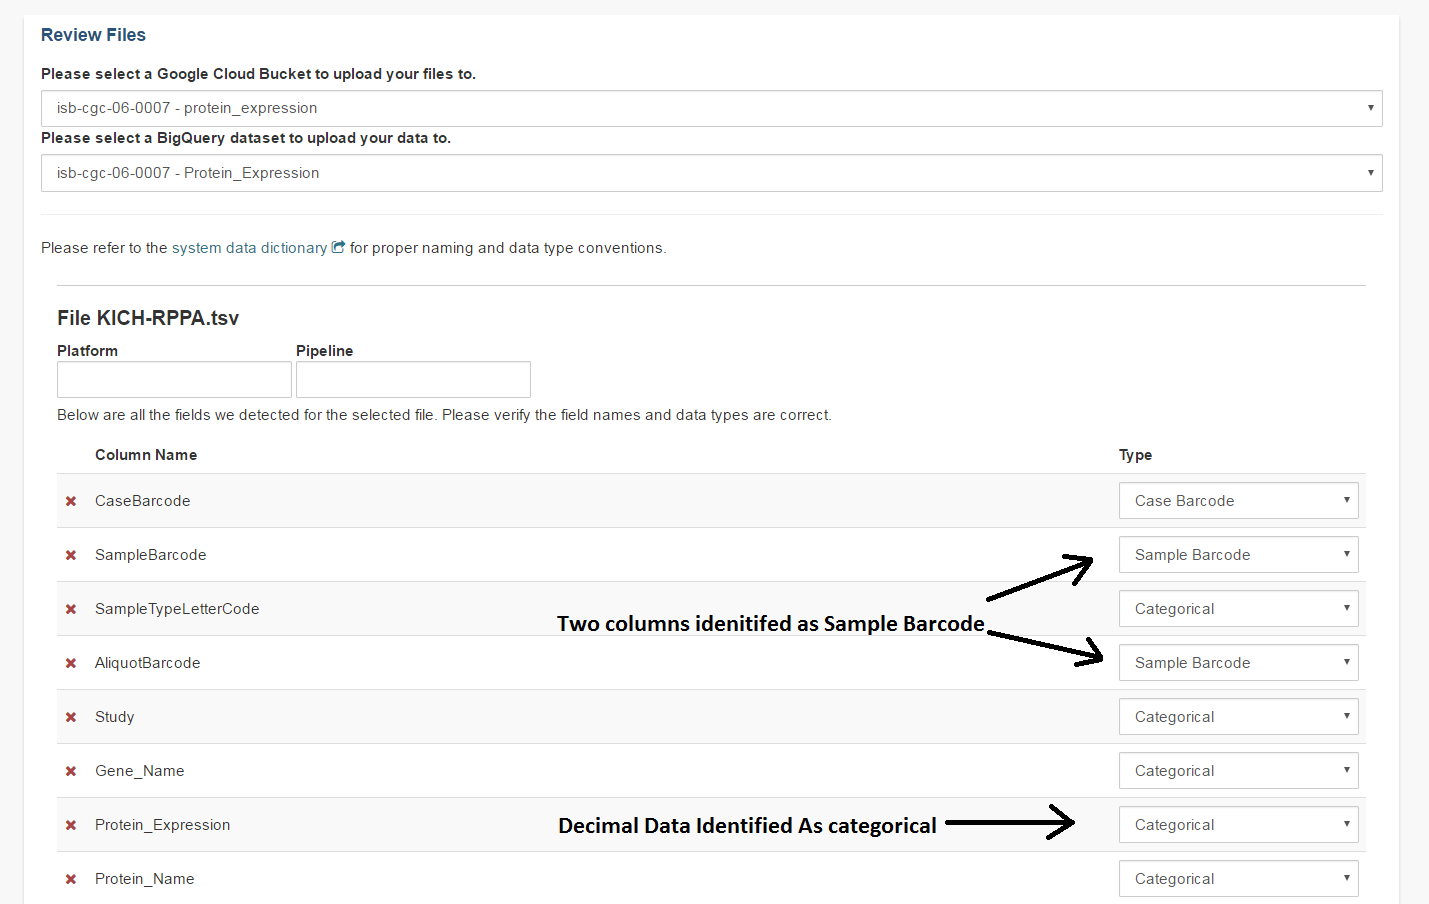 Review Files
Please select a Google Cloud Bucket to upload your files to.
isb-cgc-06-0007 - protein_expression
Please select a BigQuery dataset to upload your data to.
isb-cgc-06-0007 - Protein_Expression
Please refer to the system data dictionary for proper naming and data type conventions.
File KICH-RPPA.tsv
Platform Pipeline
Below are all the fields we detected for the selected file. Please verify the field names and data types are correct.
Column Name Type
CaseBarcode Case Barcode
SampleBarcode Sample Barcode
SampleTypeLetterCode Categorical
Two columns idenitifed as Sample Barcode
AliquotBarcode Sample Barcode
Study Categorical
Gene_Name Categorical
Protein_Expression Decimal Data Identified As categorical Categorical
Protein_Name Categorical